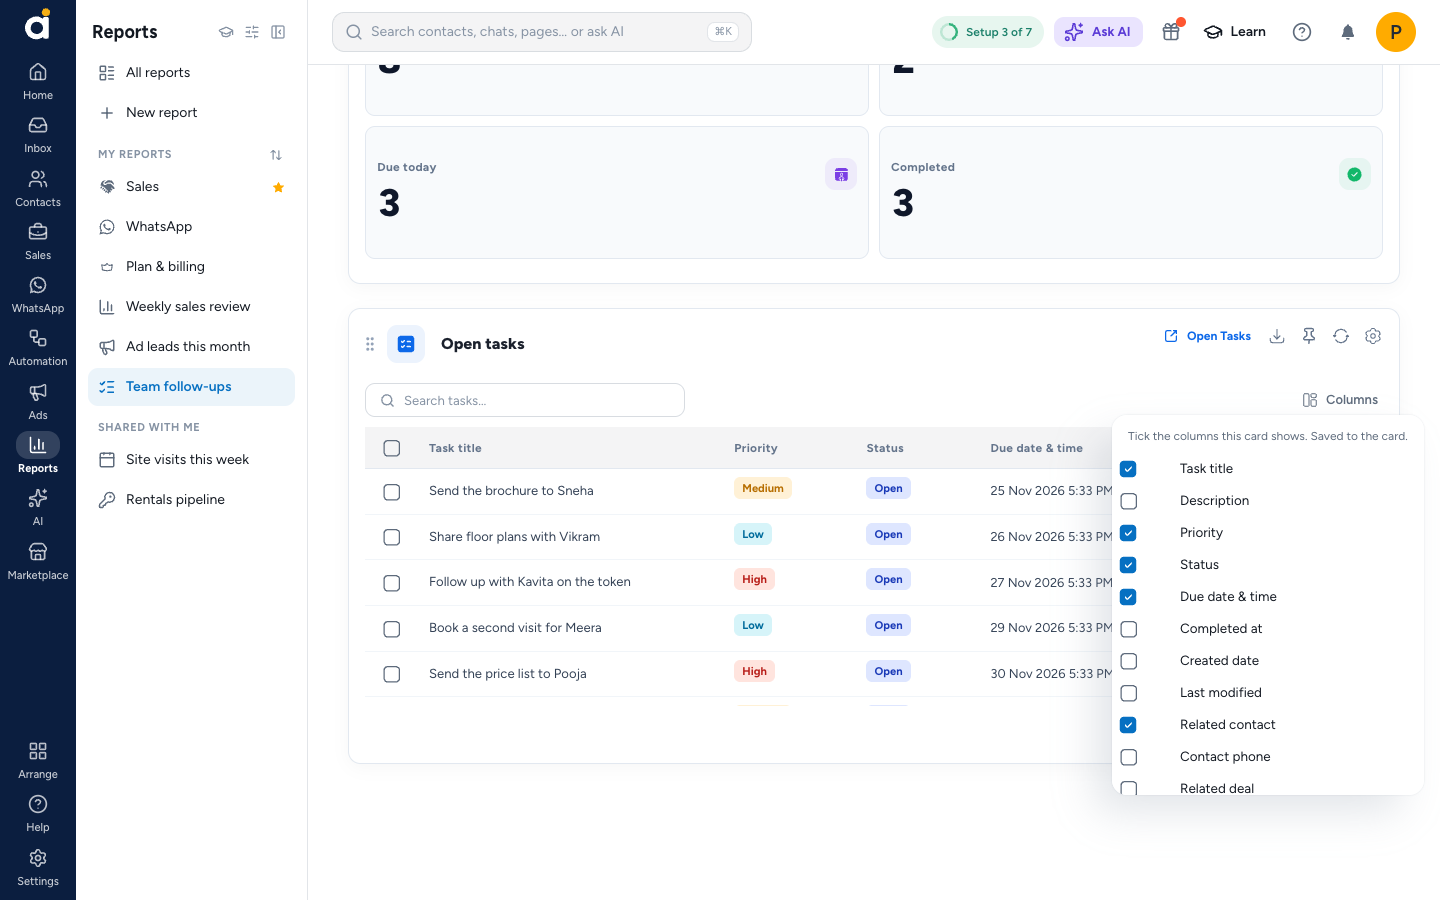 Reports
Search contacts, chats, pages... or ask AI
⌘K
Setup 3 of 7
Ask AI
Learn
P
Home
Inbox
Contacts
Sales
WhatsApp
Automation
Ads
Reports
AI
Marketplace
Arrange
Help
Settings
All reports
New report
MY REPORTS
Sales
WhatsApp
Plan & billing
Weekly sales review
Ad leads this month
Team follow-ups
SHARED WITH ME
Site visits this week
Rentals pipeline
Due today
3
Completed
3
Open tasks
Open Tasks
Search tasks...
Columns
Task title Priority Status Due date & time
Send the brochure to Sneha Medium Open 25 Nov 2026 5:33 PM
Share floor plans with Vikram Low Open 26 Nov 2026 5:33 PM
Follow up with Kavita on the token High Open 27 Nov 2026 5:33 PM
Book a second visit for Meera Low Open 29 Nov 2026 5:33 PM
Send the price list to Pooja High Open 30 Nov 2026 5:33 PM
Tick the columns this card shows. Saved to the card.
Task title
Description
Priority
Status
Due date & time
Completed at
Created date
Last modified
Related contact
Contact phone
Related deal